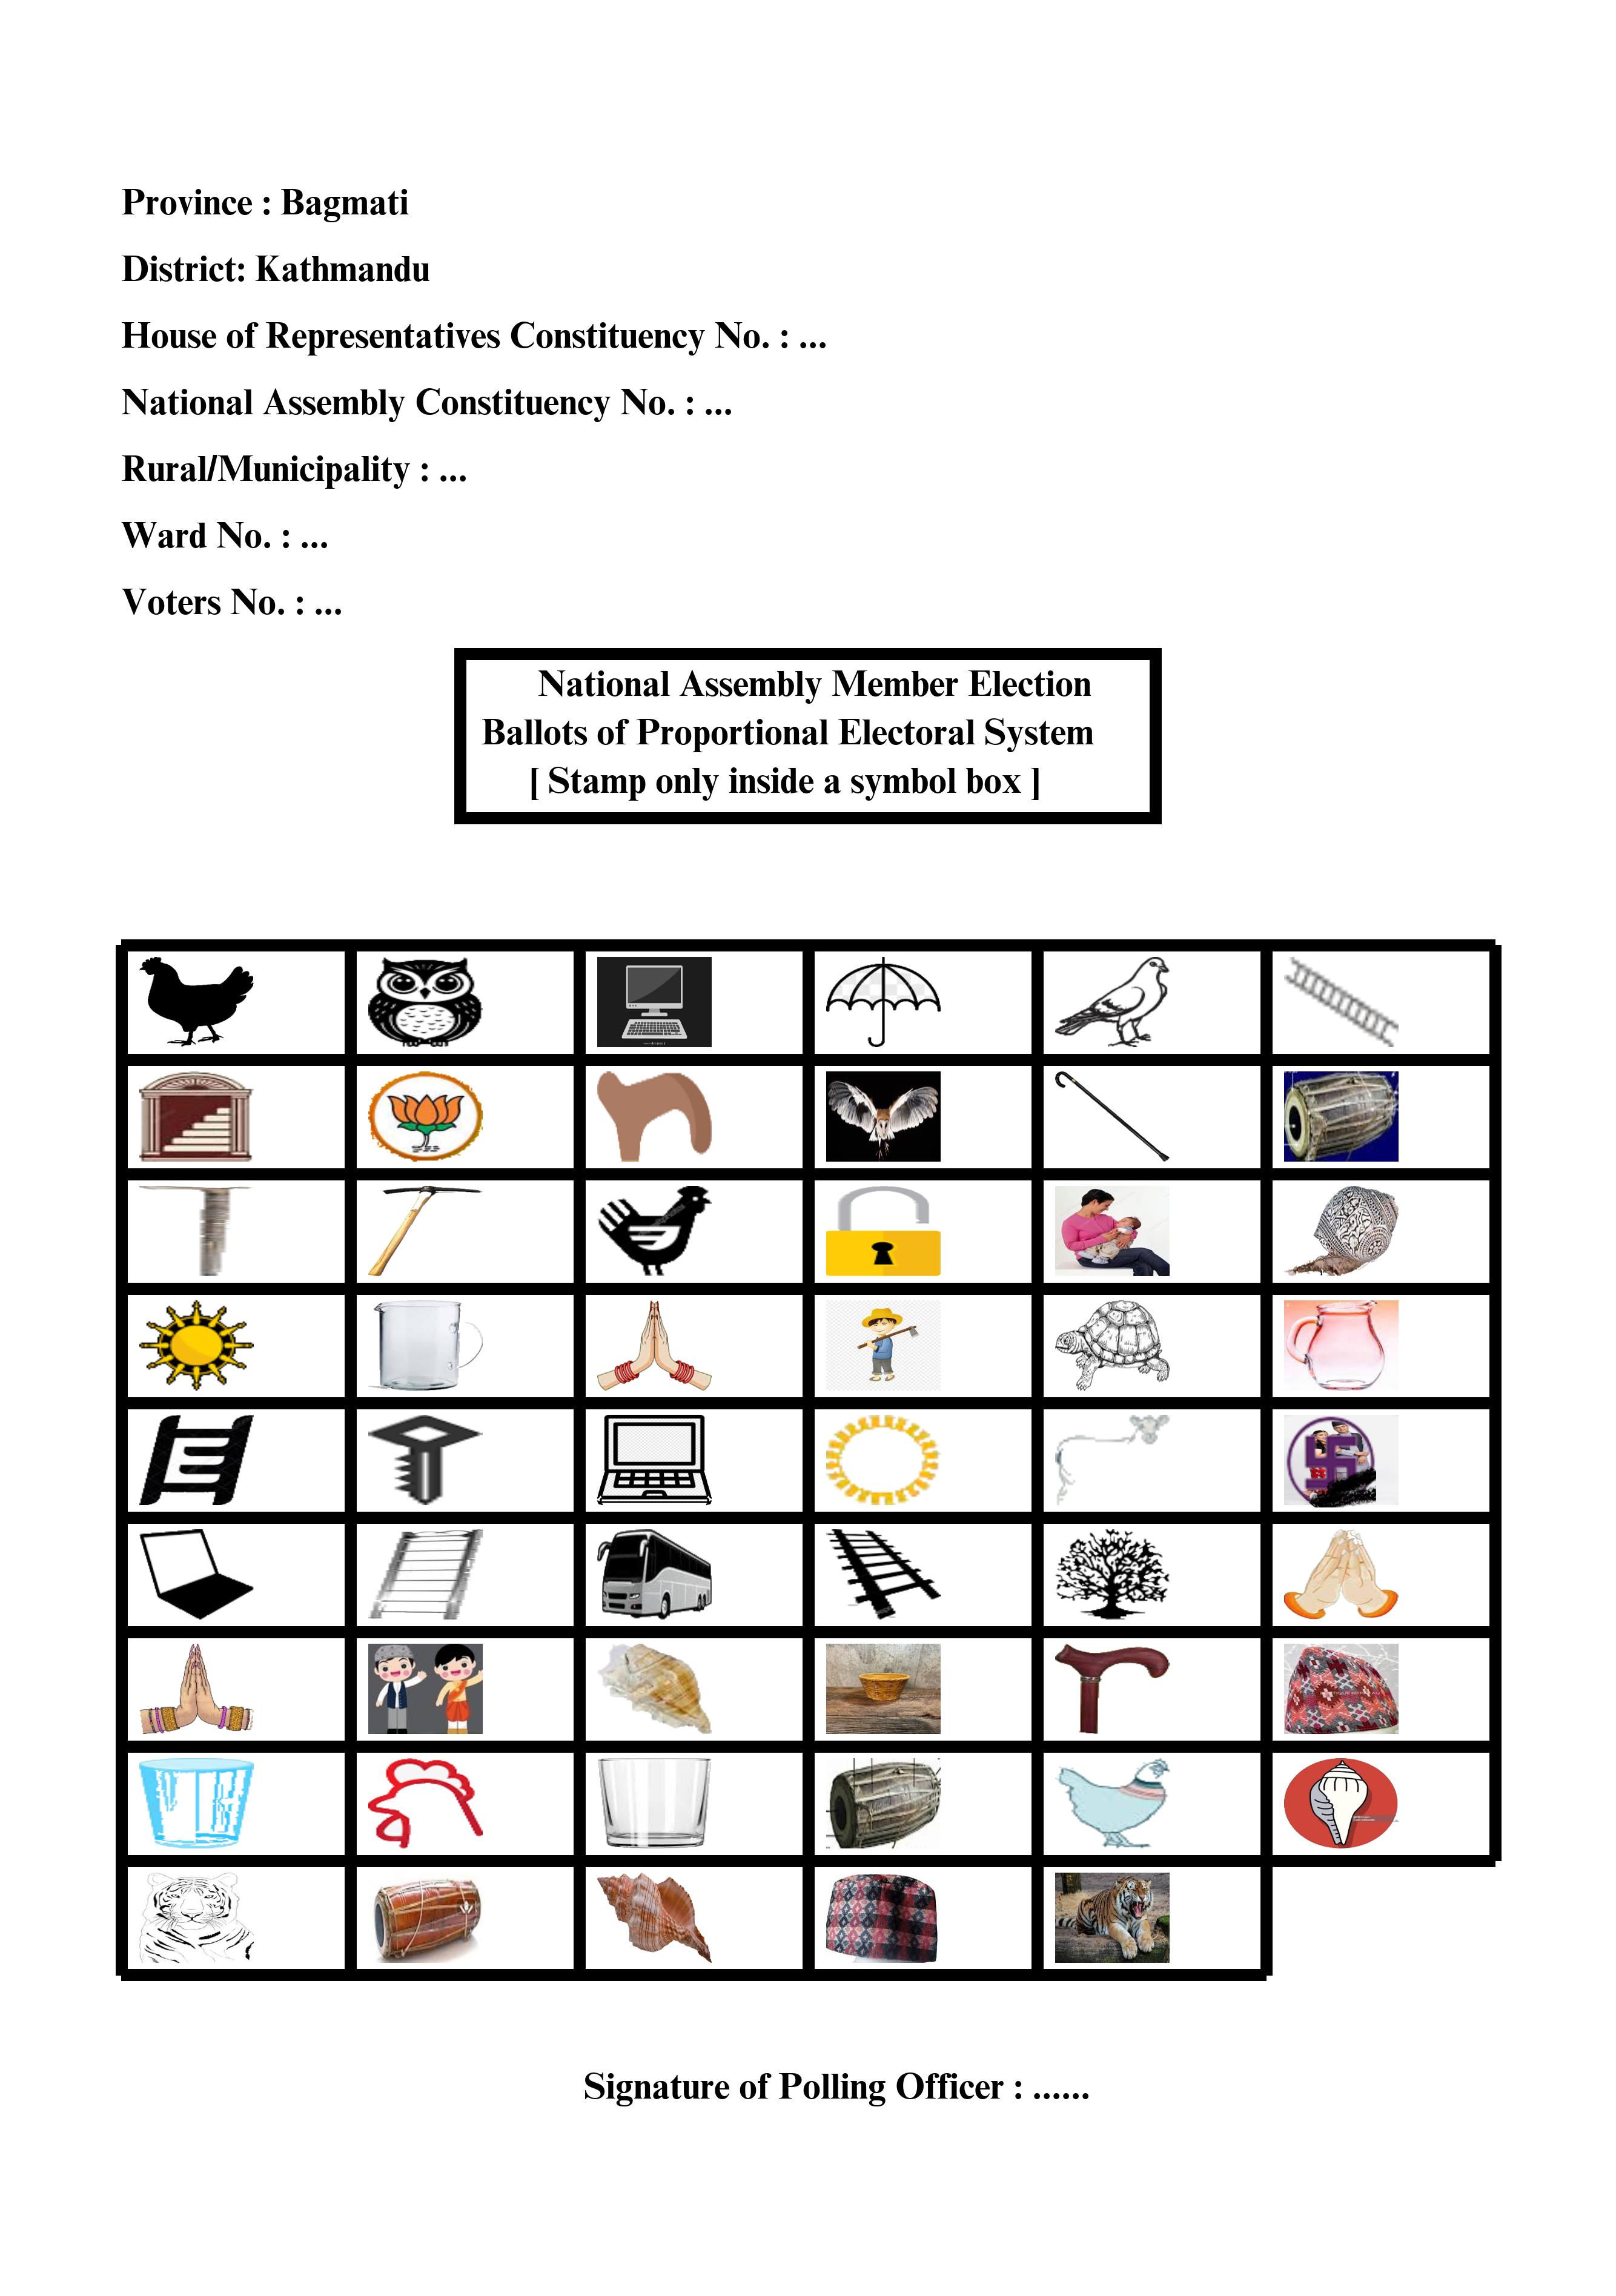 Province : Bagmati
District: Kathmandu
House of Representatives Constituency No. : ...
National Assembly Constituency No. : ...
Rural/Municipality : ...
Ward No. : ...
Voters No. : ...
National Assembly Member Election
Ballots of Proportional Electoral System
[ Stamp only inside a symbol box ]
Signature of Polling Officer : ......